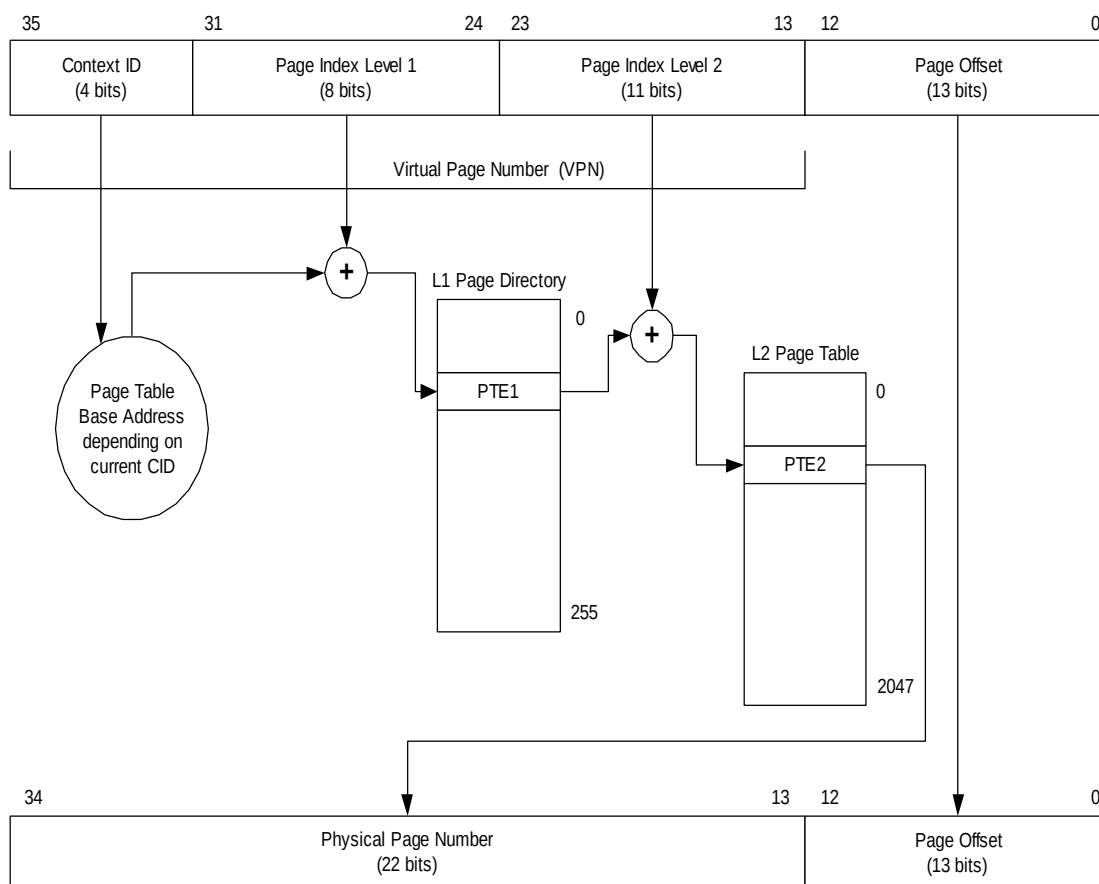 35 31 24 23 13 12 0
Context ID Page Index Level 1 Page Index Level 2 Page Offset
(4 bits) (8 bits) (11 bits) (13 bits)
Virtual Page Number (VPN)
+
L1 Page Directory
0
+
L2 Page Table
PTE1
0
Page Table
Base Address
depending on
current CID
PTE2
255
2047
34 13 12 0
Physical Page Number Page Offset
(22 bits) (13 bits)